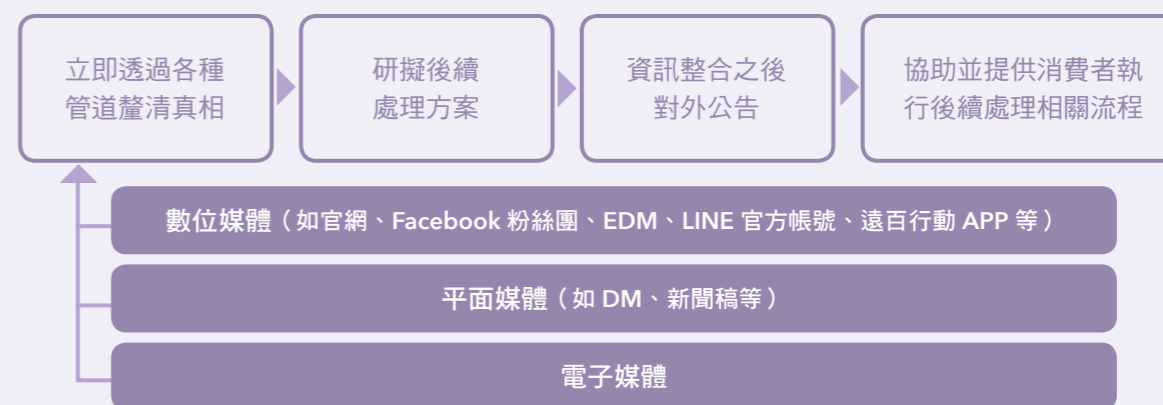 立即透過各種
管道釐清真相
研擬後續
處理方案
資訊整合之後
對外公告
協助並提供消費者執
行後續處理相關流程
數位媒體（如官網、Facebook 粉絲團、EDM、LINE 官方帳號、遠百行動 APP 等）
平面媒體（如 DM、新聞稿等）
電子媒體